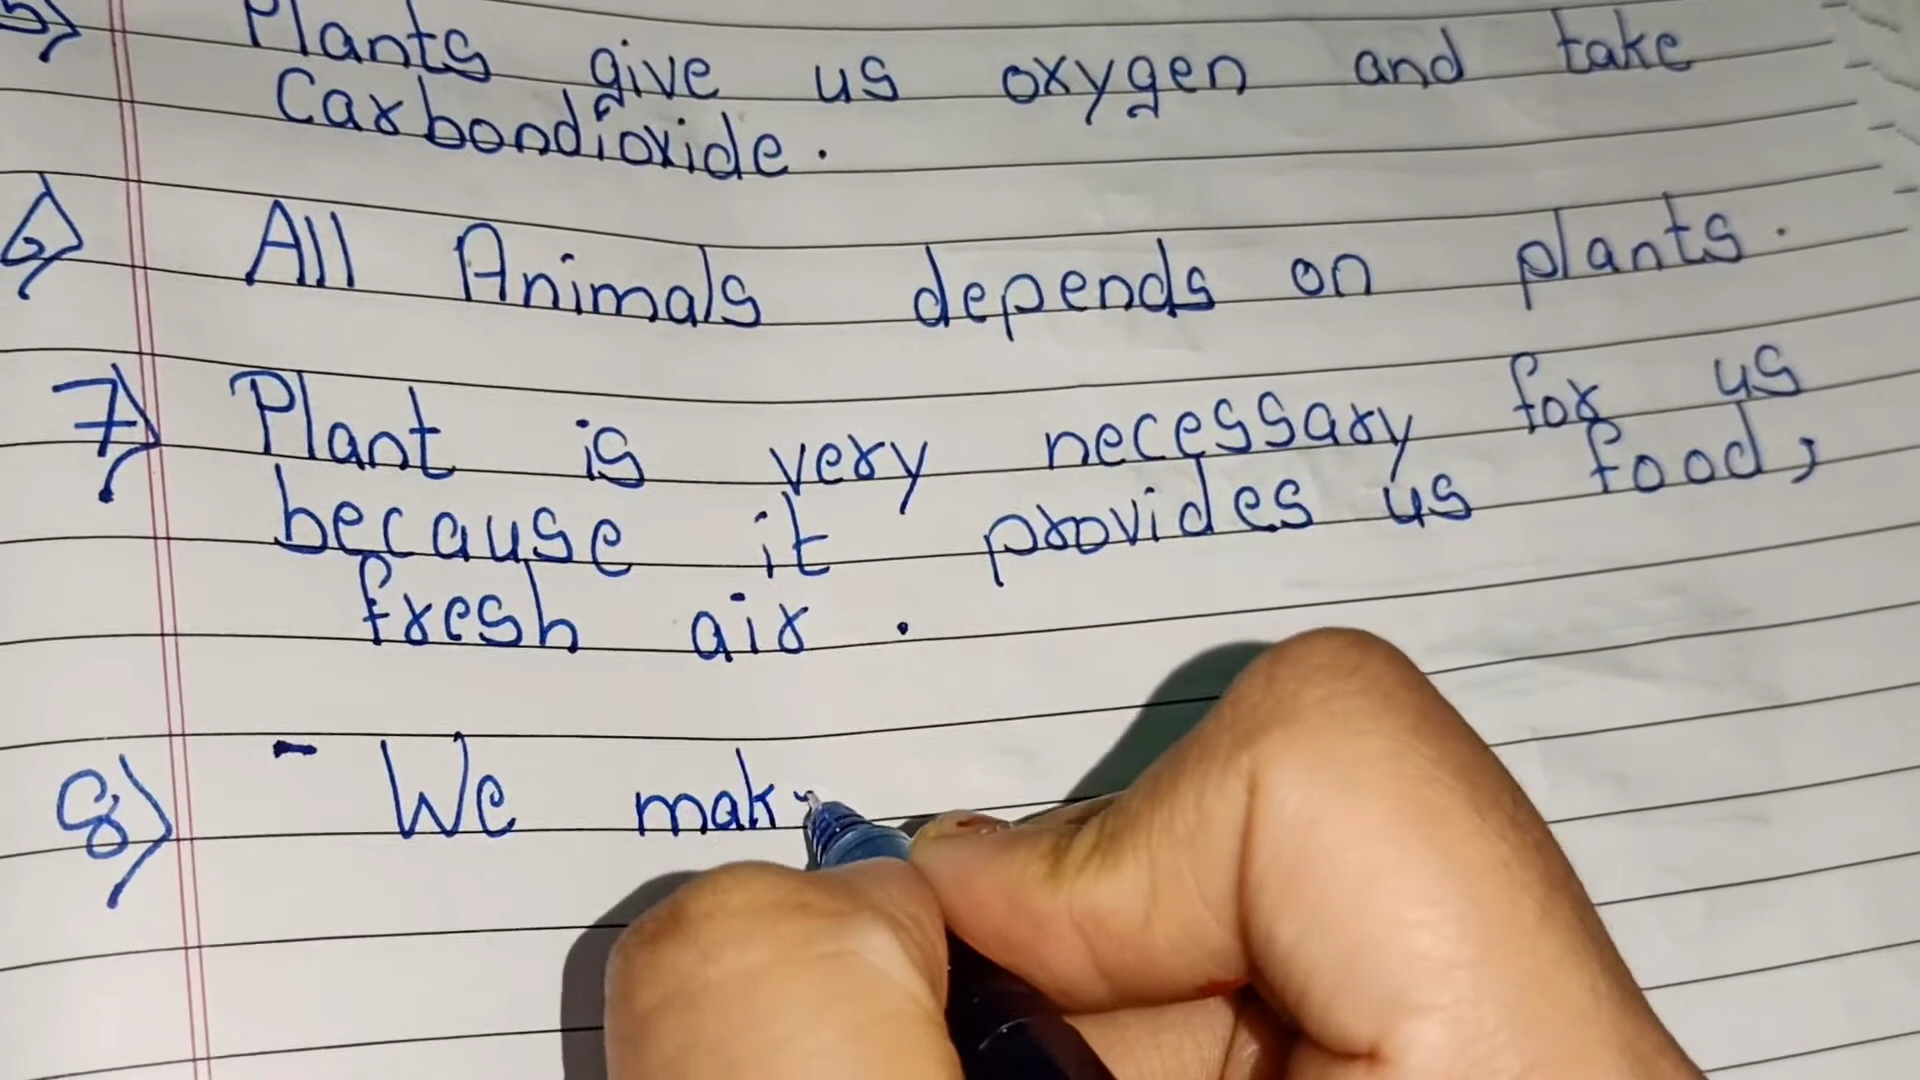 5) Plants give us oxygen and take
Carbondioxide.
6) All Animals depends on plants.
7) Plant is very necessary for us
because it provides us food,
fresh air.
8) - We mak